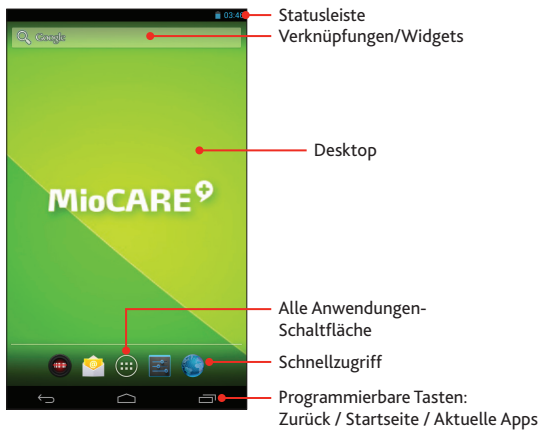 03:46
Statusleiste
Google
Verknüpfungen/Widgets
Desktop
MioCARE+
Alle Anwendungen-
Schaltfläche
Schnellzugriff
Programmierbare Tasten:
Zurück / Startseite / Aktuelle Apps